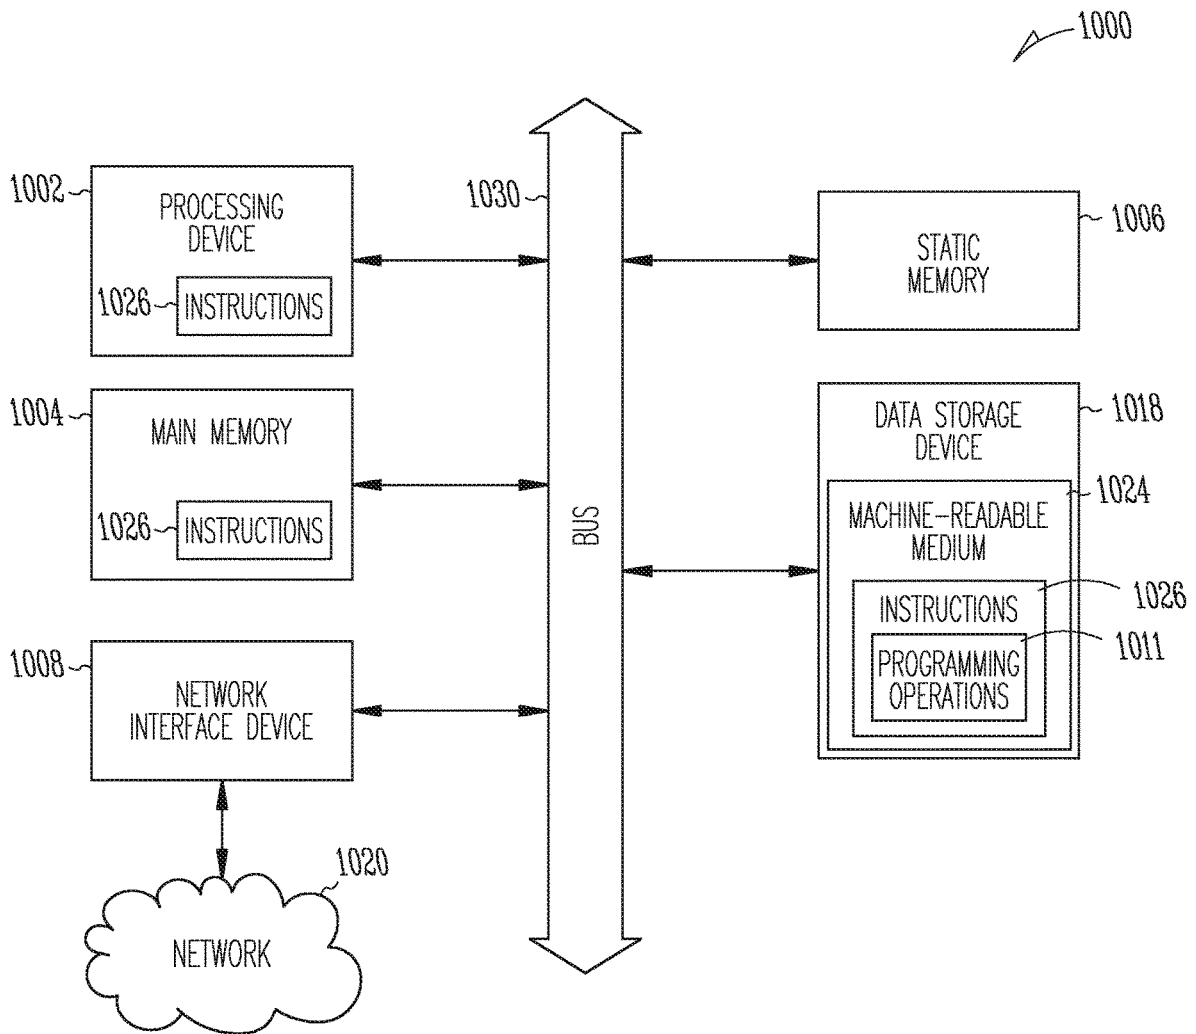 1000
1002
PROCESSING
DEVICE
1026
INSTRUCTIONS
1004
MAIN MEMORY
1026
INSTRUCTIONS
1008
NETWORK
INTERFACE DEVICE
1020
NETWORK
1030
BUS
1006
STATIC
MEMORY
1018
DATA STORAGE
DEVICE
1024
MACHINE-READABLE
MEDIUM
1026
INSTRUCTIONS
1011
PROGRAMMING
OPERATIONS